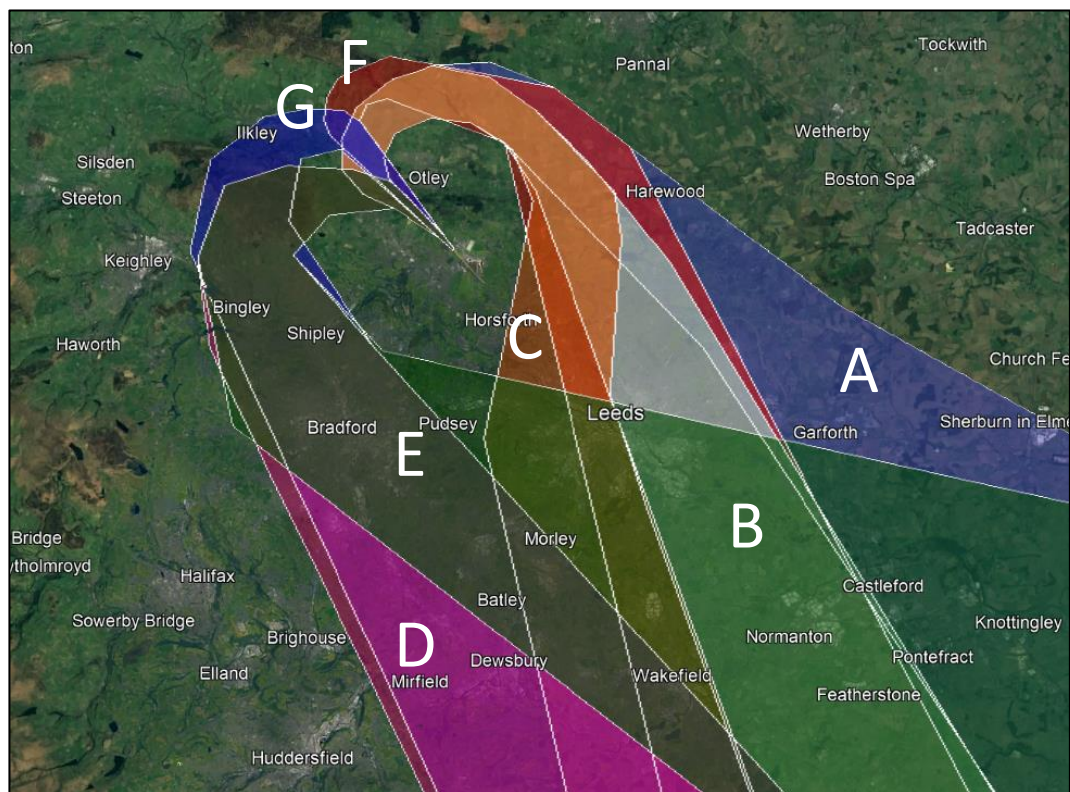 ton
Tockwith
F
Pannal
G
Ilkley
Wetherby
Silsden
Otley
Boston Spa
Steeton
Harewood
Tadcaster
Keighley
Bingley
Horsforth
Shipley
C
Haworth
A
Church Fe
Leeds
Pudsey
Bradford
Garforth
Sherburn in Elme
E
B
Bridge
Morley
ytholmroyd
Halifax
Castleford
Batley
Sowerby Bridge
Knottingley
Brighouse
Normanton
D
Dewsbury
Pontefract
Elland
Mirfield
Wakefield
Featherstone
Huddersfield